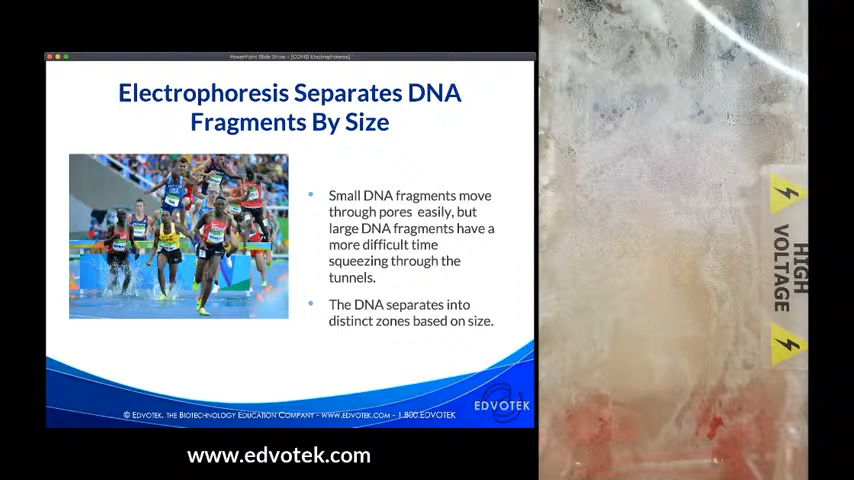 PowerPoint Slide Show - [COVID Electrophoresis]
Electrophoresis Separates DNA
Fragments By Size
Small DNA fragments move
through pores easily, but
large DNA fragments have a
more difficult time
squeezing through the
tunnels.
The DNA separates into
distinct zones based on size.
© EDVOTEK, THE BIOTECHNOLOGY EDUCATION COMPANY - WWW.EDVOTEK.COM - 1.800.EDVOTEK
EDVOTEK
www.edvotek.com
HIGH
VOLTAGE